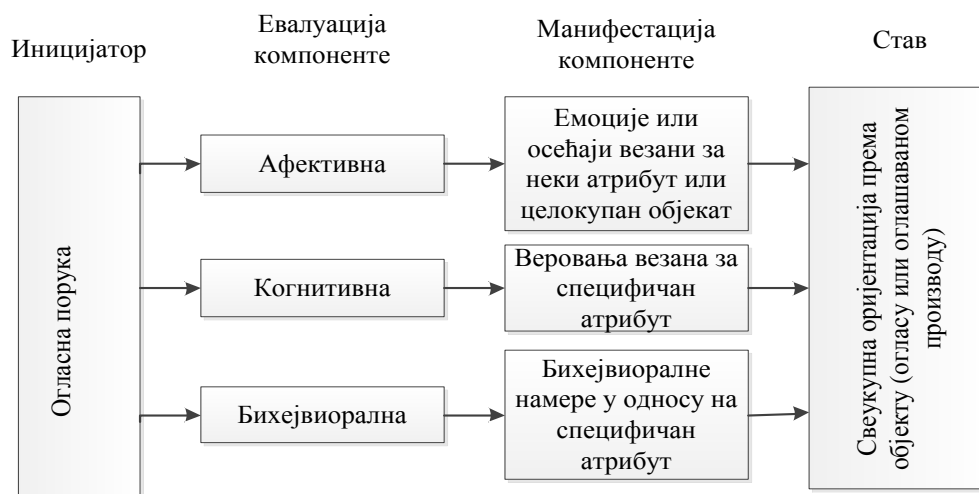 Иницијатор
Евалуација
компоненте
Манифестација
компоненте
Став
Огласна порука
Афективна
Емоције или
осећаји везани за
неки атрибут или
целокупан објекат
Когнитивна
Веровања везана за
специфичан
атрибут
Бихејвиорална
Бихејвиоралне
намере у односу на
специфичан
атрибут
Свеукупна оријентација према
објекту (огласу или оглашаваном
производу)